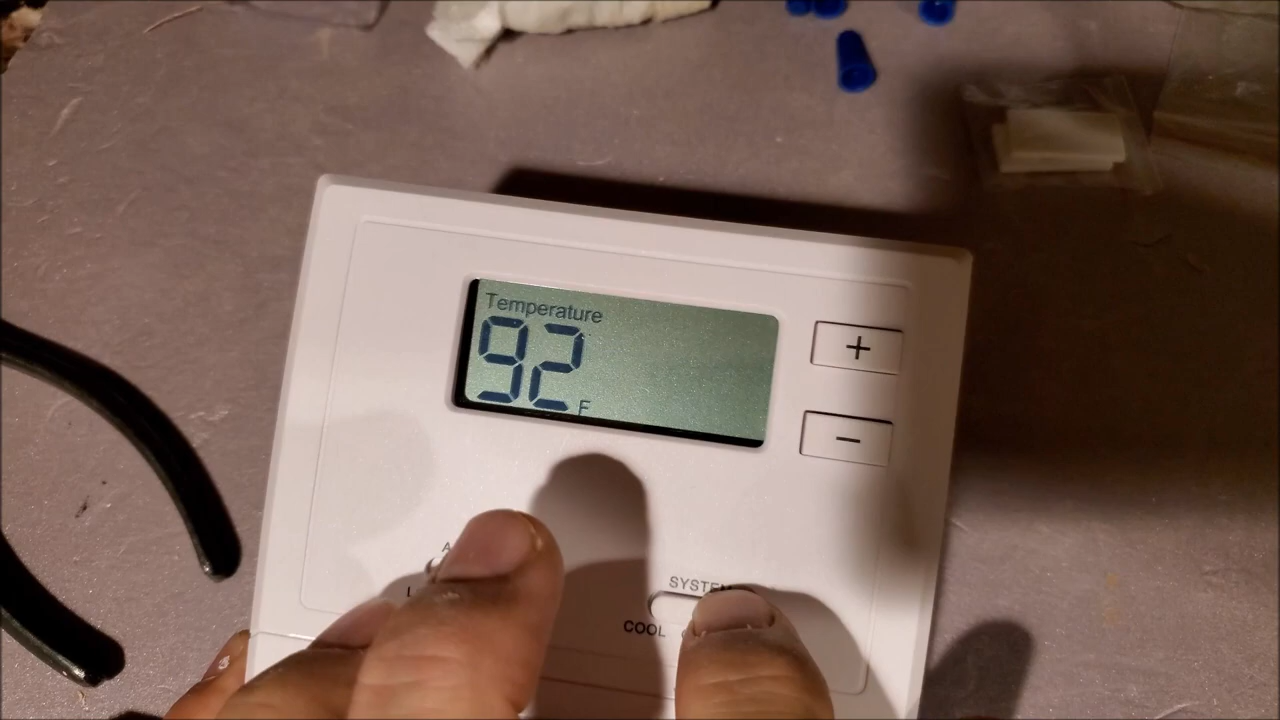 Temperature
92 F
+
−
SYSTEM
COOL